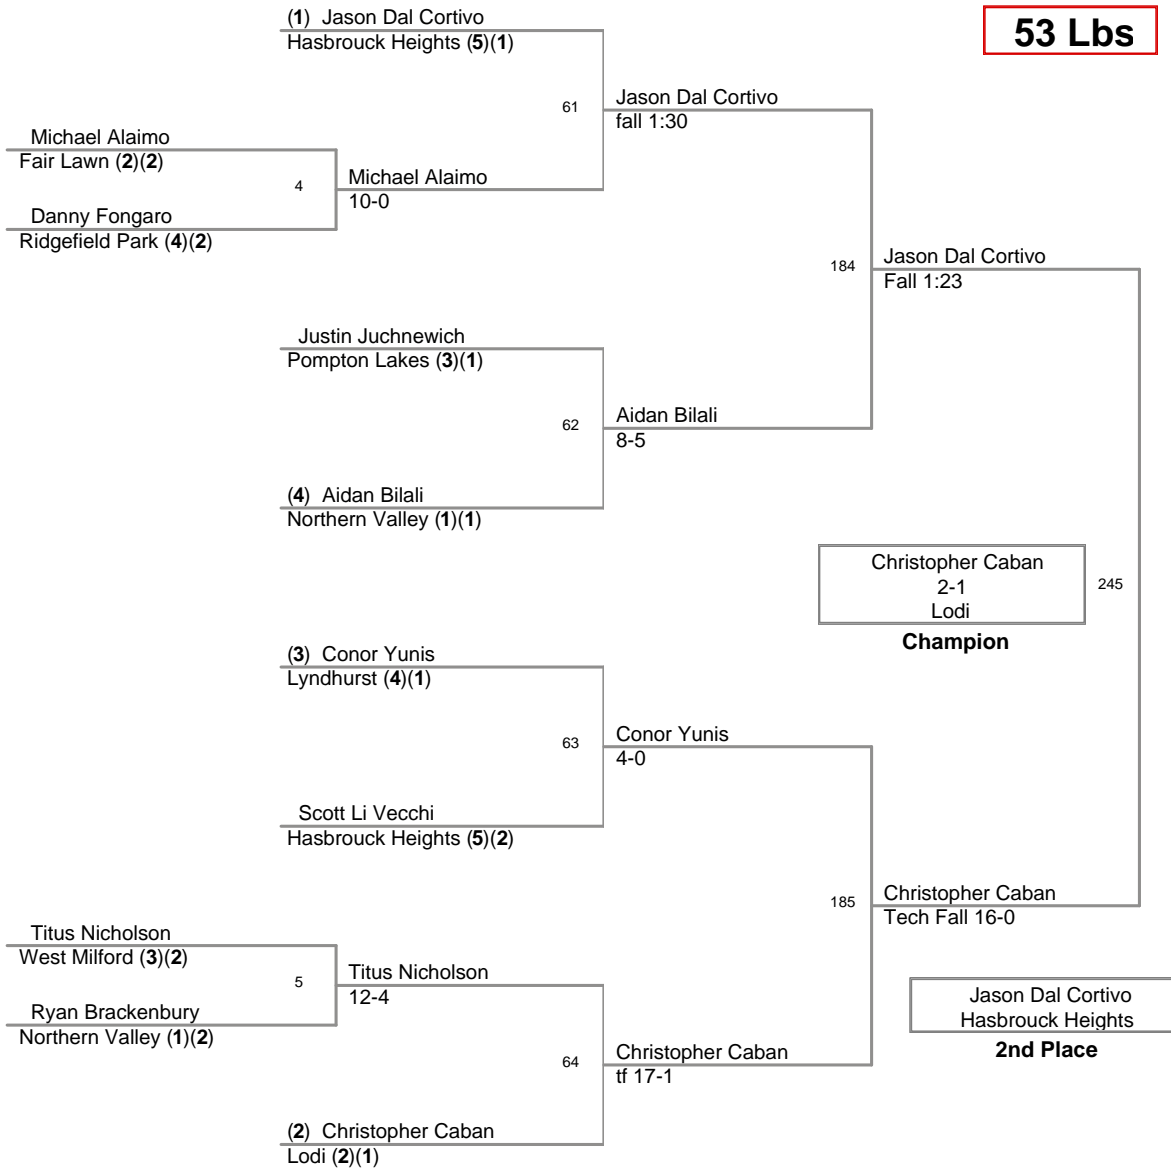 (1) Jason Dal Cortivo
Hasbrouck Heights (5)(1)
53 Lbs
61
Jason Dal Cortivo
fall 1:30
Michael Alaimo
Fair Lawn (2)(2)
4
Michael Alaimo
10-0
Danny Fongaro
Ridgefield Park (4)(2)
184
Jason Dal Cortivo
Fall 1:23
Justin Juchnewich
Pompton Lakes (3)(1)
62
Aidan Bilali
8-5
(4) Aidan Bilali
Northern Valley (1)(1)
Christopher Caban
2-1
Lodi
245
Champion
(3) Conor Yunis
Lyndhurst (4)(1)
63
Conor Yunis
4-0
Scott Li Vecchi
Hasbrouck Heights (5)(2)
185
Christopher Caban
Tech Fall 16-0
Titus Nicholson
West Milford (3)(2)
5
Titus Nicholson
12-4
Ryan Brackenbury
Northern Valley (1)(2)
Jason Dal Cortivo
Hasbrouck Heights
2nd Place
64
Christopher Caban
tf 17-1
(2) Christopher Caban
Lodi (2)(1)